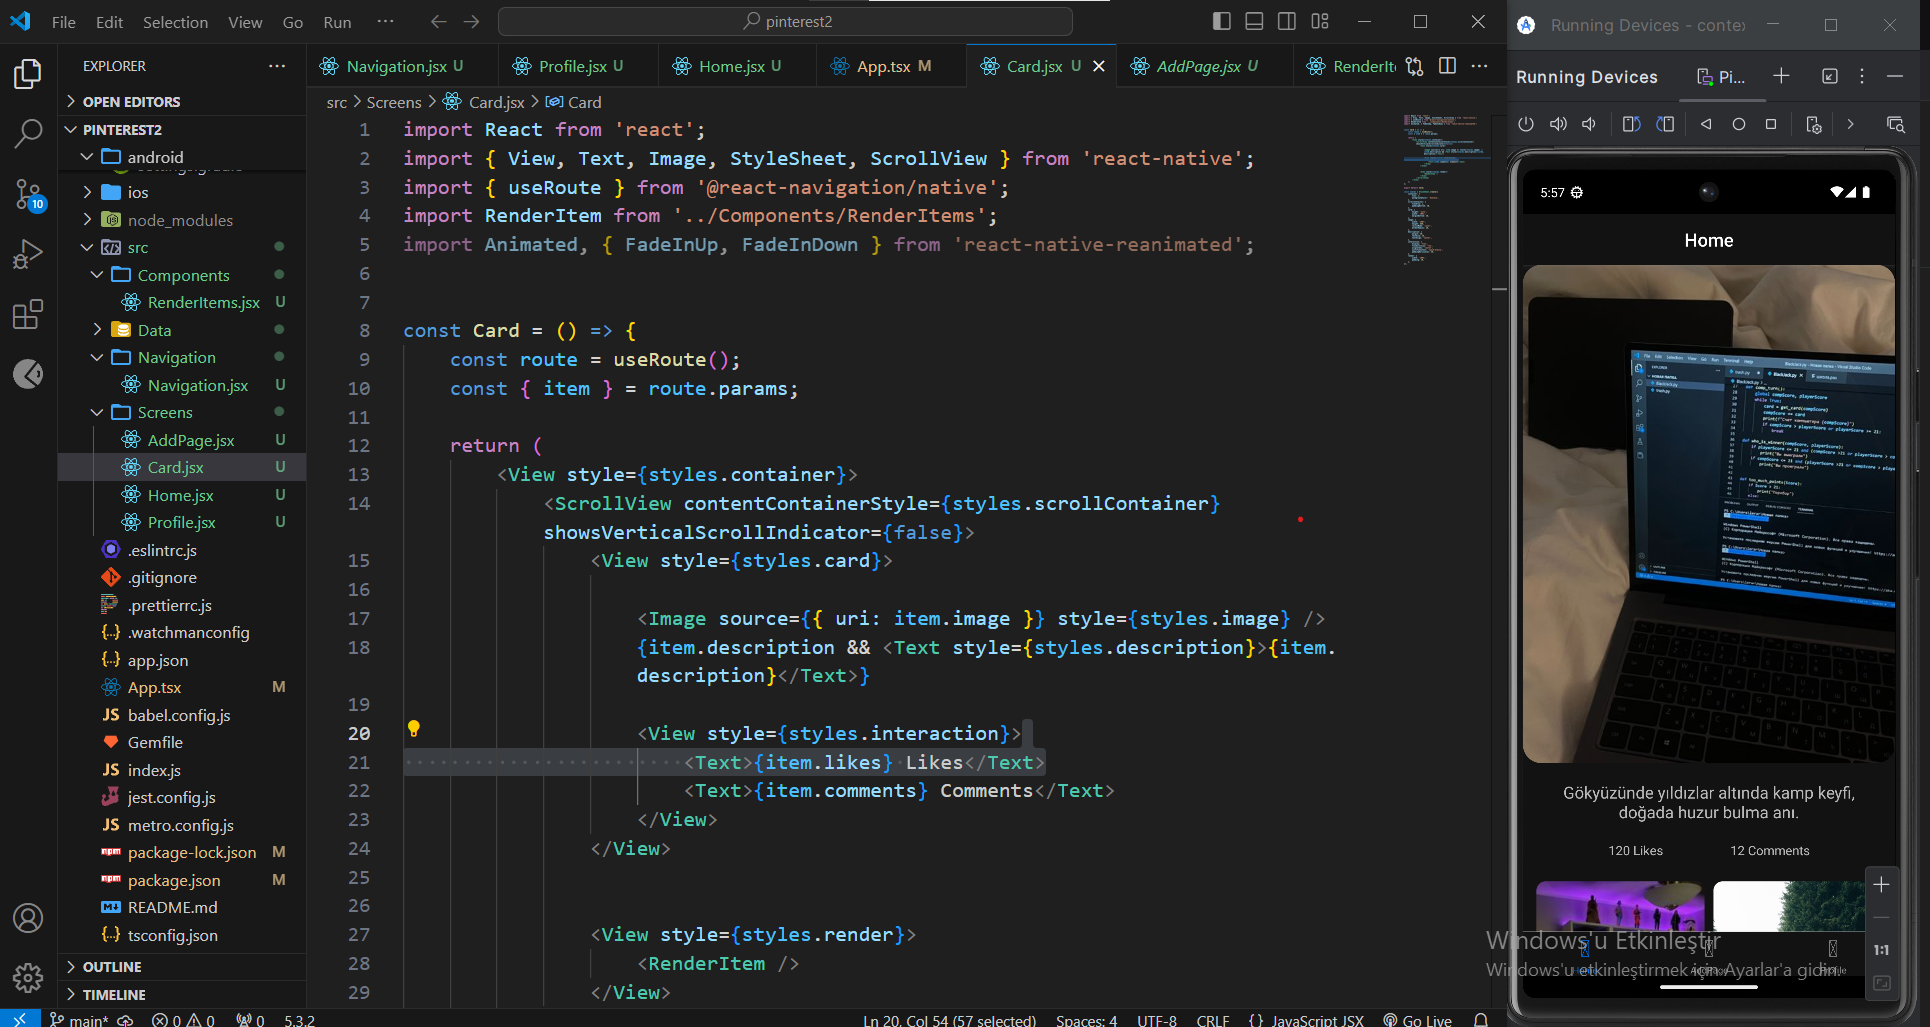 File Edit Selection View Go Run ···
pinterest2
EXPLORER
OPEN EDITORS
PINTEREST2
android
ios
node_modules
src
Components
RenderItems.jsx U
Data
Navigation
Navigation.jsx U
Screens
AddPage.jsx U
Card.jsx U
Home.jsx U
Profile.jsx U
.eslintrc.js
.gitignore
.prettierrc.js
.watchmanconfig
app.json
App.tsx M
babel.config.js
Gemfile
index.js
jest.config.js
metro.config.js
package-lock.json M
package.json M
README.md
tsconfig.json
OUTLINE
TIMELINE
10
Navigation.jsx U Profile.jsx U Home.jsx U App.tsx M Card.jsx U AddPage.jsx U RenderIt
src > Screens > Card.jsx > Card
1 import React from 'react';
2 import { View, Text, Image, StyleSheet, ScrollView } from 'react-native';
3 import { useRoute } from '@react-navigation/native';
4 import RenderItem from '../Components/RenderItems';
5 import Animated, { FadeInUp, FadeInDown } from 'react-native-reanimated';
6
7
8 const Card = () => {
9 const route = useRoute();
10 const { item } = route.params;
11
12 return (
13 <View style={styles.container}>
14 <ScrollView contentContainerStyle={styles.scrollContainer}
showsVerticalScrollIndicator={false}>
15 <View style={styles.card}>
16
17 <Image source={{ uri: item.image }} style={styles.image} />
18 {item.description && <Text style={styles.description}>{item.
description}</Text>}
19
20 <View style={styles.interaction}>
21 <Text>{item.likes} Likes</Text>
22 <Text>{item.comments} Comments</Text>
23 </View>
24 </View>
25
26
27 <View style={styles.render}>
28 <RenderItem />
29 </View>
main* 0 0 0 5.3.2
Ln 20, Col 54 (57 selected) Spaces: 4 UTF-8 CRLF {} JavaScript JSX Go Live
Running Devices - conte
Running Devices Pi...
5:57
Home
Gökyüzünde yıldızlar altında kamp keyfi,
doğada huzur bulma anı.
120 Likes 12 Comments
1:1
Windows'u Etkinleştir
Windows'u etkinleştirmek için Ayarlar'a gidin.